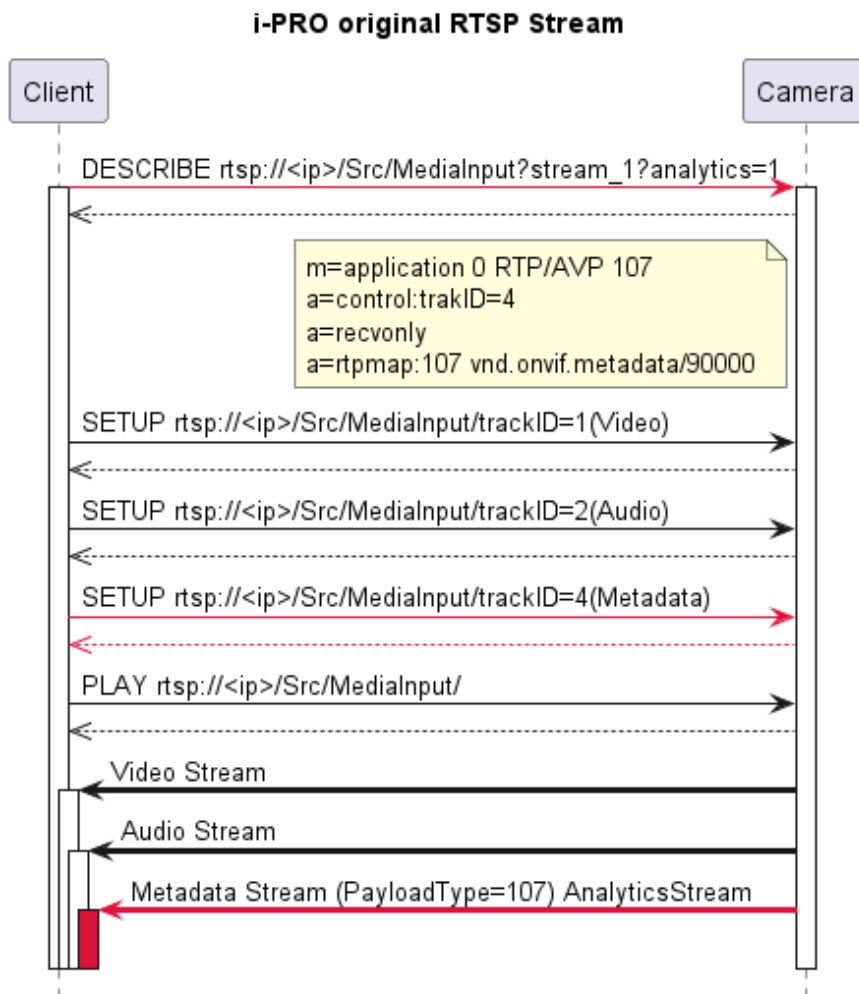 i-PRO original RTSP Stream
Client
Camera
DESCRIBE rtsp://<ip>/Src/MediaInput?stream_1?analytics=1
m=application 0 RTP/AVP 107
a=control:trakID=4
a=recvonly
a=rtpmap:107 vnd.onvif.metadata/90000
SETUP rtsp://<ip>/Src/MediaInput/trackID=1(Video)
SETUP rtsp://<ip>/Src/MediaInput/trackID=2(Audio)
SETUP rtsp://<ip>/Src/MediaInput/trackID=4(Metadata)
PLAY rtsp://<ip>/Src/MediaInput/
Video Stream
Audio Stream
Metadata Stream (PayloadType=107) AnalyticsStream